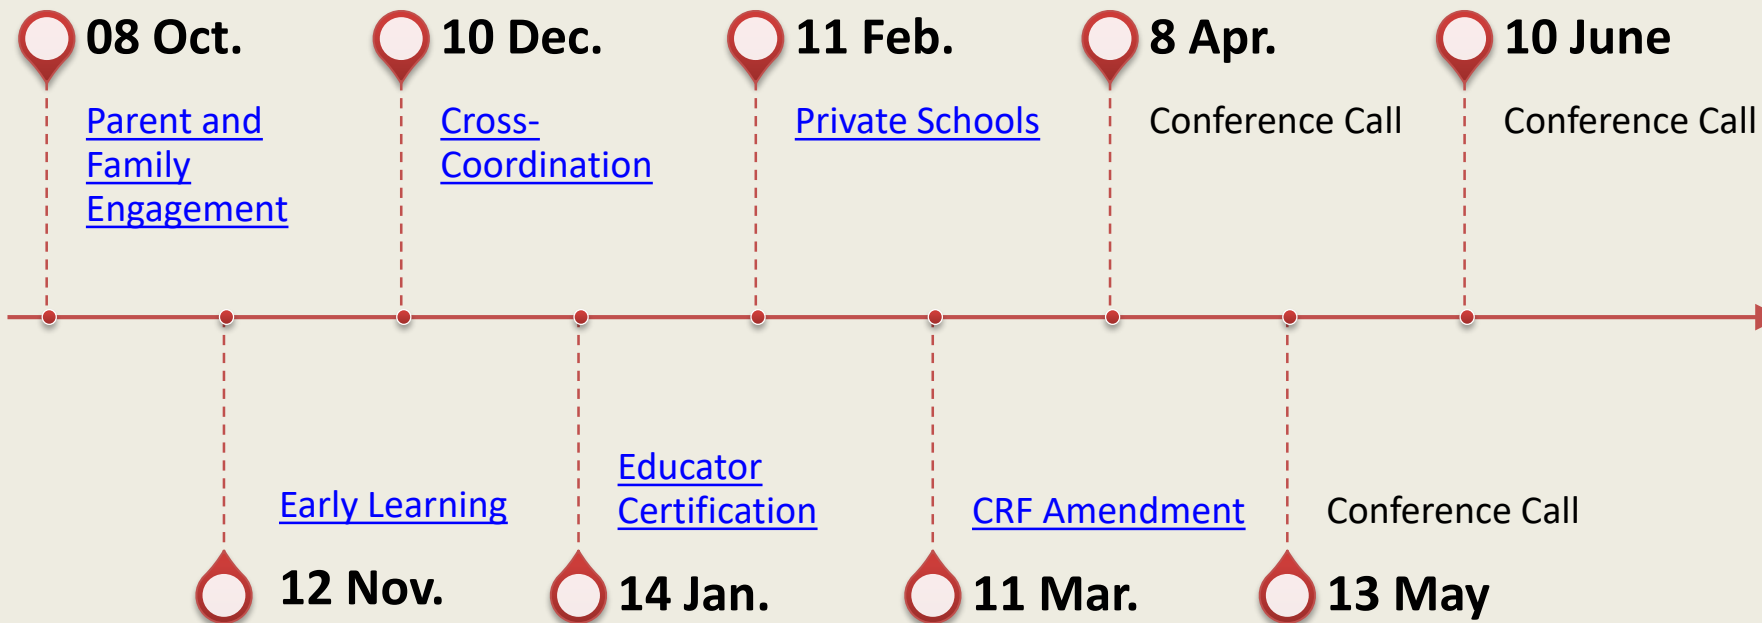 08 Oct.
Parent and
Family
Engagement
10 Dec.
Cross-
Coordination
11 Feb.
Private Schools
8 Apr.
Conference Call
10 June
Conference Call
Early Learning
12 Nov.
Educator
Certification
14 Jan.
CRF Amendment
11 Mar.
Conference Call
13 May